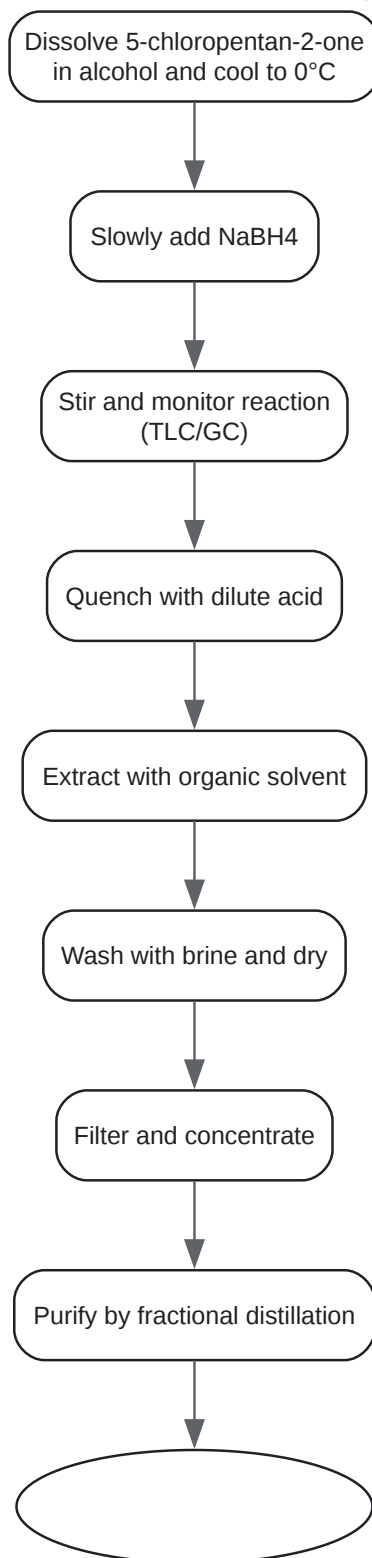 Dissolve 5-chloropentan-2-one
in alcohol and cool to 0°C
Slowly add NaBH4
Stir and monitor reaction
(TLC/GC)
Quench with dilute acid
Extract with organic solvent
Wash with brine and dry
Filter and concentrate
Purify by fractional distillation